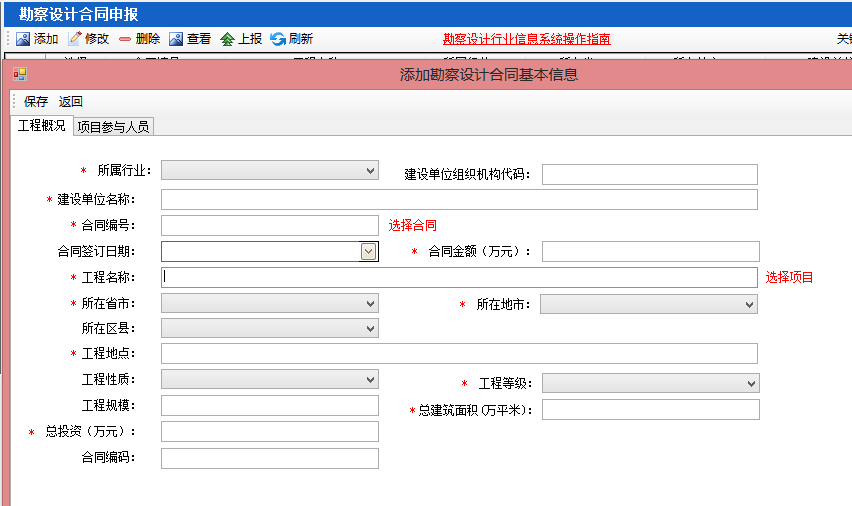 勘察设计合同申报
添加 修改 删除 查看 上报 刷新 勘察设计行业信息系统操作指南
添加勘察设计合同基本信息
保存 返回
工程概况 项目参与人员
* 所属行业： 建设单位组织机构代码：
* 建设单位名称：
* 合同编号： 选择合同
合同签订日期： * 合同金额（万元）：
* 工程名称： 选择项目
* 所在省市： * 所在地市：
所在区县：
* 工程地点：
工程性质： * 工程等级：
工程规模： * 总建筑面积(万平米)：
* 总投资（万元）：
合同编码：